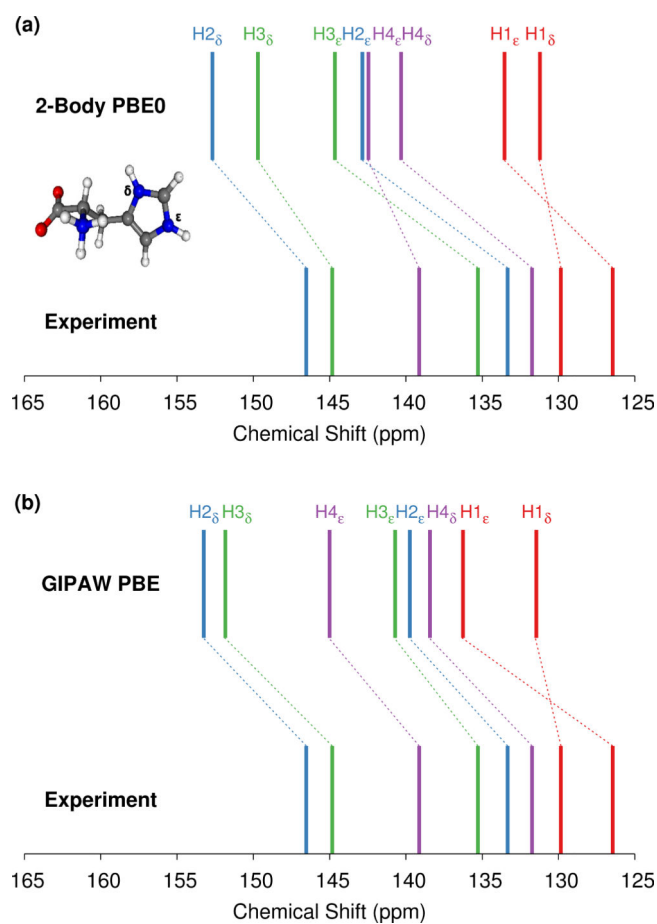 (a)
H2δ H3δ H3ε H2ε H4ε H4δ H1ε H1δ
2-Body PBE0
δ
ε
Experiment
165 160 155 150 145 140 135 130 125
Chemical Shift (ppm)
(b)
H2δ H3δ H4ε H3ε H2ε H4δ H1ε H1δ
GIPAW PBE
Experiment
165 160 155 150 145 140 135 130 125
Chemical Shift (ppm)